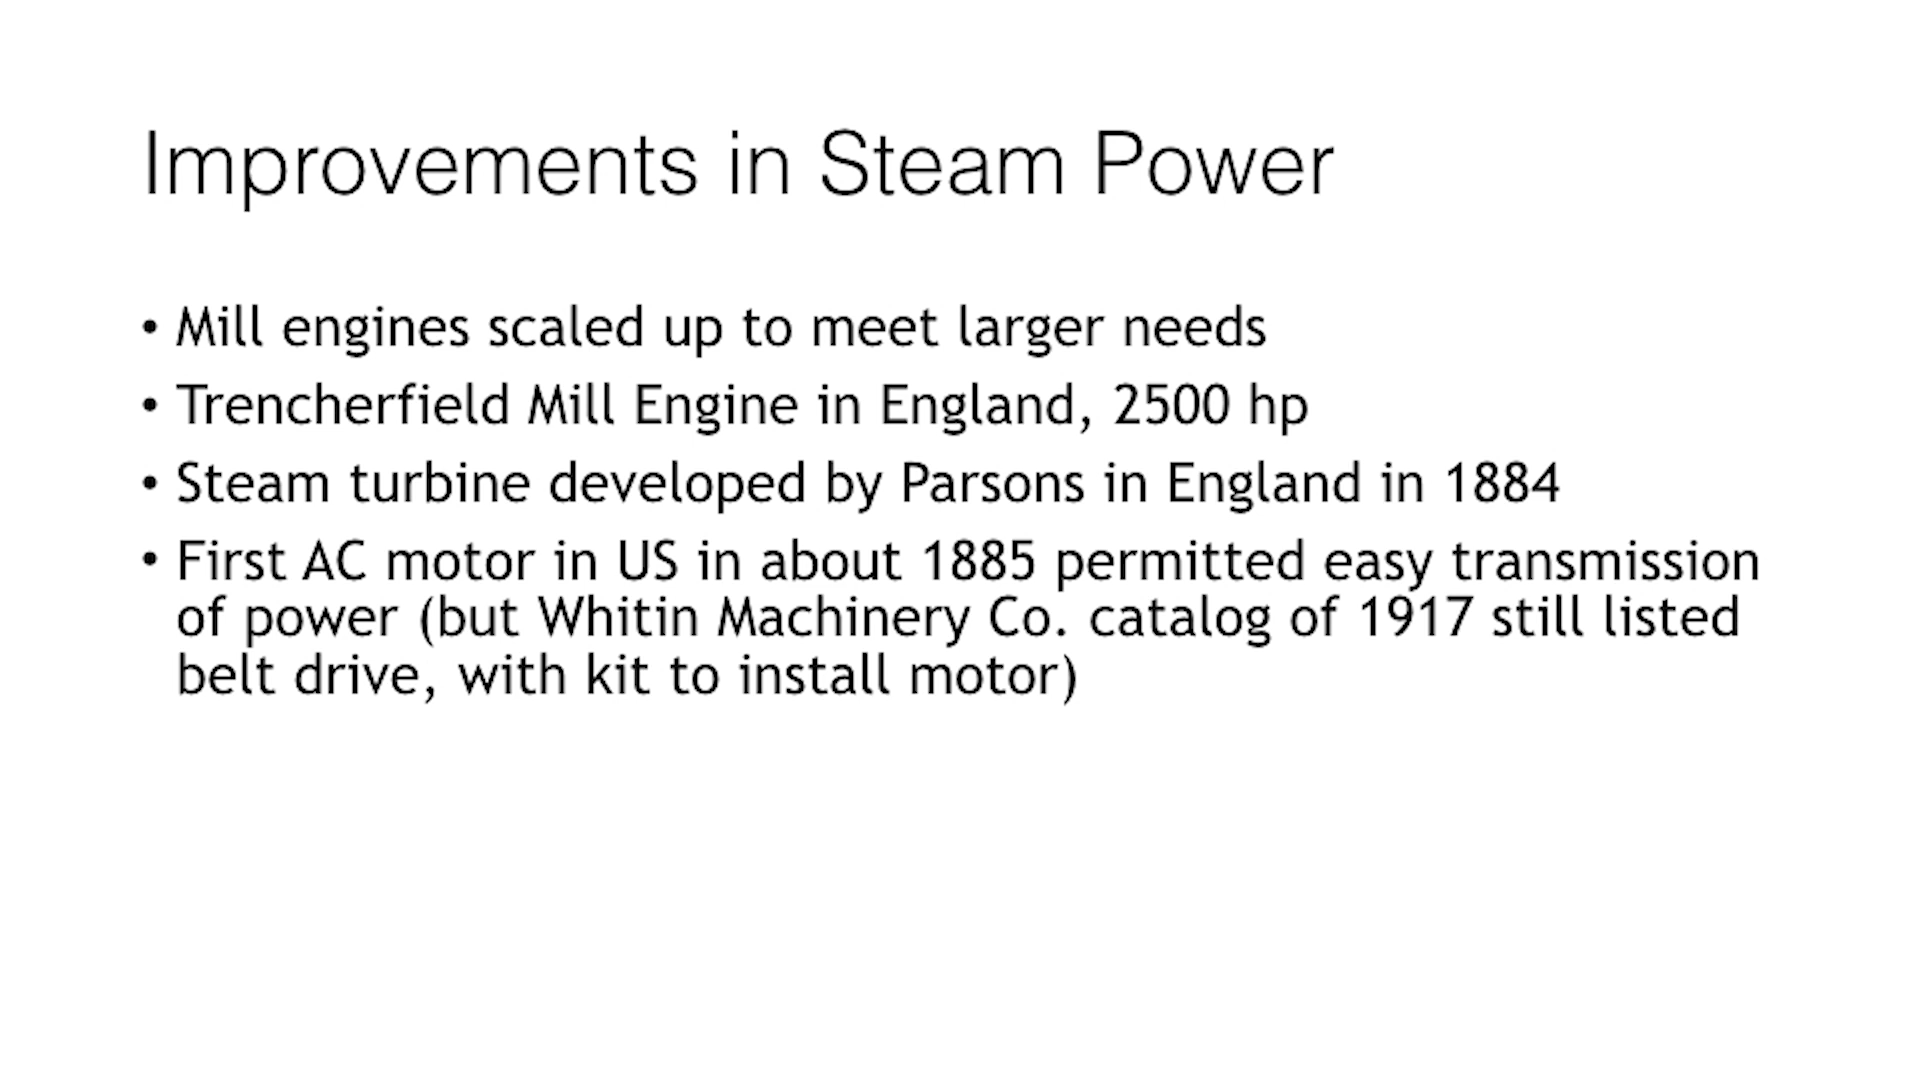 Improvements in Steam Power
• Mill engines scaled up to meet larger needs
• Trencherfield Mill Engine in England, 2500 hp
• Steam turbine developed by Parsons in England in 1884
• First AC motor in US in about 1885 permitted easy transmission
of power (but Whitin Machinery Co. catalog of 1917 still listed
belt drive, with kit to install motor)